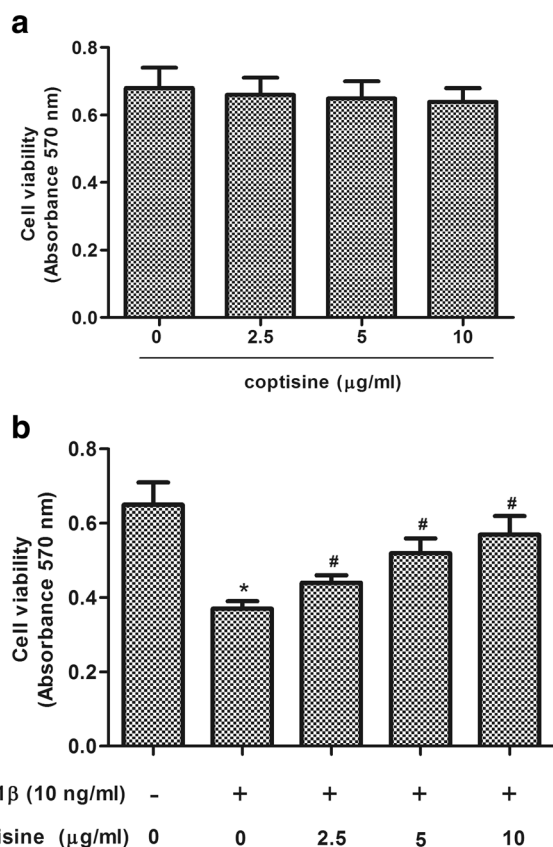 a
Cell viability
(Absorbance 570 nm)
0.8
0.6
0.4
0.2
0.0
0 2.5 5 10
coptisine (μg/ml)
b
Cell viability
(Absorbance 570 nm)
0.8
0.6
0.4
0.2
0.0
* # # #
1β (10 ng/ml) - + + + +
isine (μg/ml) 0 0 2.5 5 10